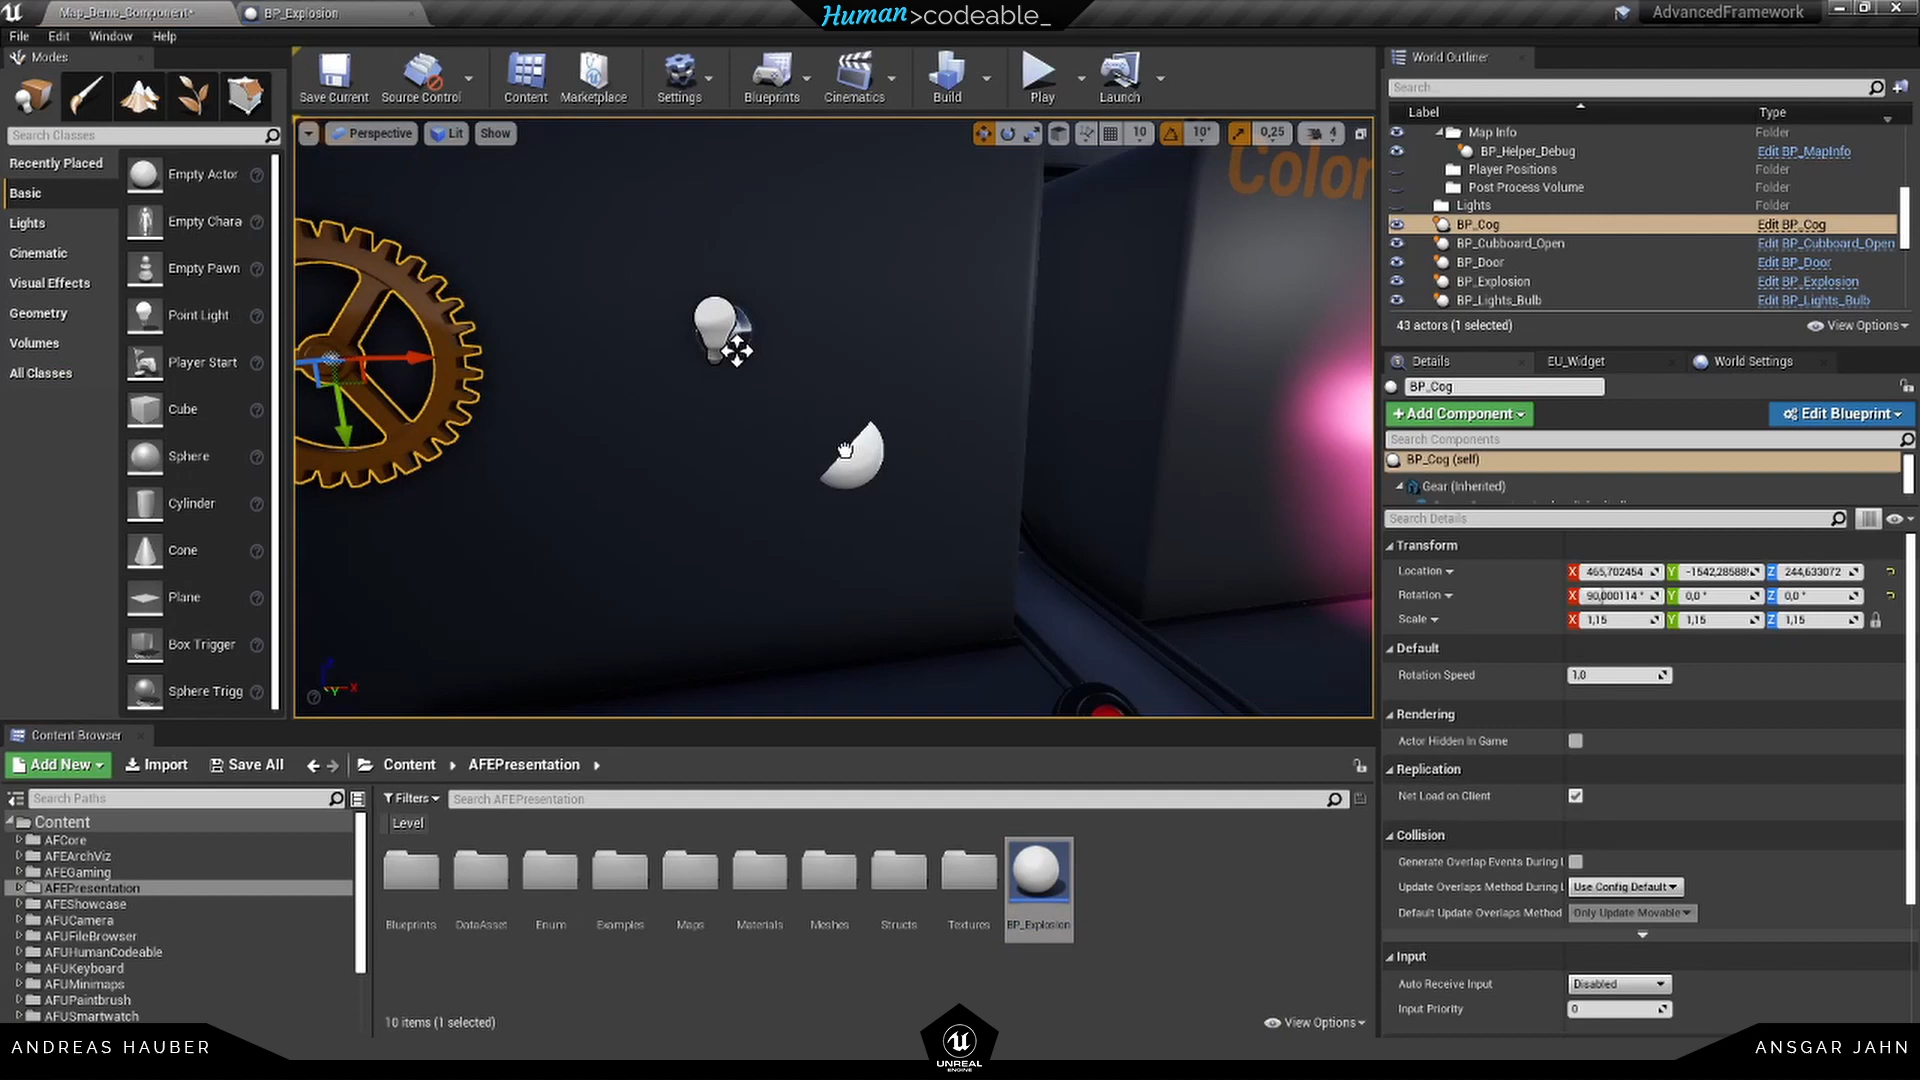 Map_Demo_Component*
BP_Explosion
Human>codeable_
AdvancedFramework
File
Edit
Window
Help
Modes
Search Classes
Recently Placed
Basic
Lights
Cinematic
Visual Effects
Geometry
Volumes
All Classes
Empty Actor
Empty Chara
Empty Pawn
Point Light
Player Start
Cube
Sphere
Cylinder
Cone
Plane
Box Trigger
Sphere Trigg
Save Current
Source Control
Content
Marketplace
Settings
Blueprints
Cinematics
Build
Play
Launch
Perspective
Lit
Show
10
10°
0,25
4
Color
X
Y
World Outliner
Search...
Label
Type
Map Info
Folder
BP_Helper_Debug
Edit BP_MapInfo
Player Positions
Folder
Post Process Volume
Folder
Lights
Folder
BP_Cog
Edit BP_Cog
BP_Cubboard_Open
Edit BP_Cubboard_Open
BP_Door
Edit BP_Door
BP_Explosion
Edit BP_Explosion
BP_Lights_Bulb
Edit BP_Lights_Bulb
43 actors (1 selected)
View Options
Details
EU_Widget
World Settings
BP_Cog
+Add Component
Edit Blueprint
Search Components
BP_Cog (self)
Gear (Inherited)
Search Details
Transform
Location
X 465,702454
Y -1542,28588
Z 244,633072
Rotation
X 90,000114 °
Y 0,0 °
Z 0,0 °
Scale
X 1,15
Y 1,15
Z 1,15
Default
Rotation Speed
1,0
Rendering
Actor Hidden In Game
Replication
Net Load on Client
Collision
Generate Overlap Events During L
Update Overlaps Method During L
Use Config Default
Default Update Overlaps Method
Only Update Movable
Input
Auto Receive Input
Disabled
Input Priority
0
Content Browser
Add New
Import
Save All
Content
AFEPresentation
Search Paths
Content
AFCore
AFEArchViz
AFEGaming
AFEPresentation
AFEShowcase
AFUCamera
AFUFileBrowser
AFUHumanCodeable
AFUKeyboard
AFUMinimaps
AFUPaintbrush
AFUSmartwatch
Filters
Search AFEPresentation
Level
Blueprints
DataAsset
Enum
Examples
Maps
Materials
Meshes
Structs
Textures
BP_Explosion
10 items (1 selected)
View Options
ANDREAS HAUBER
UNREAL
ENGINE
ANSGAR JAHN